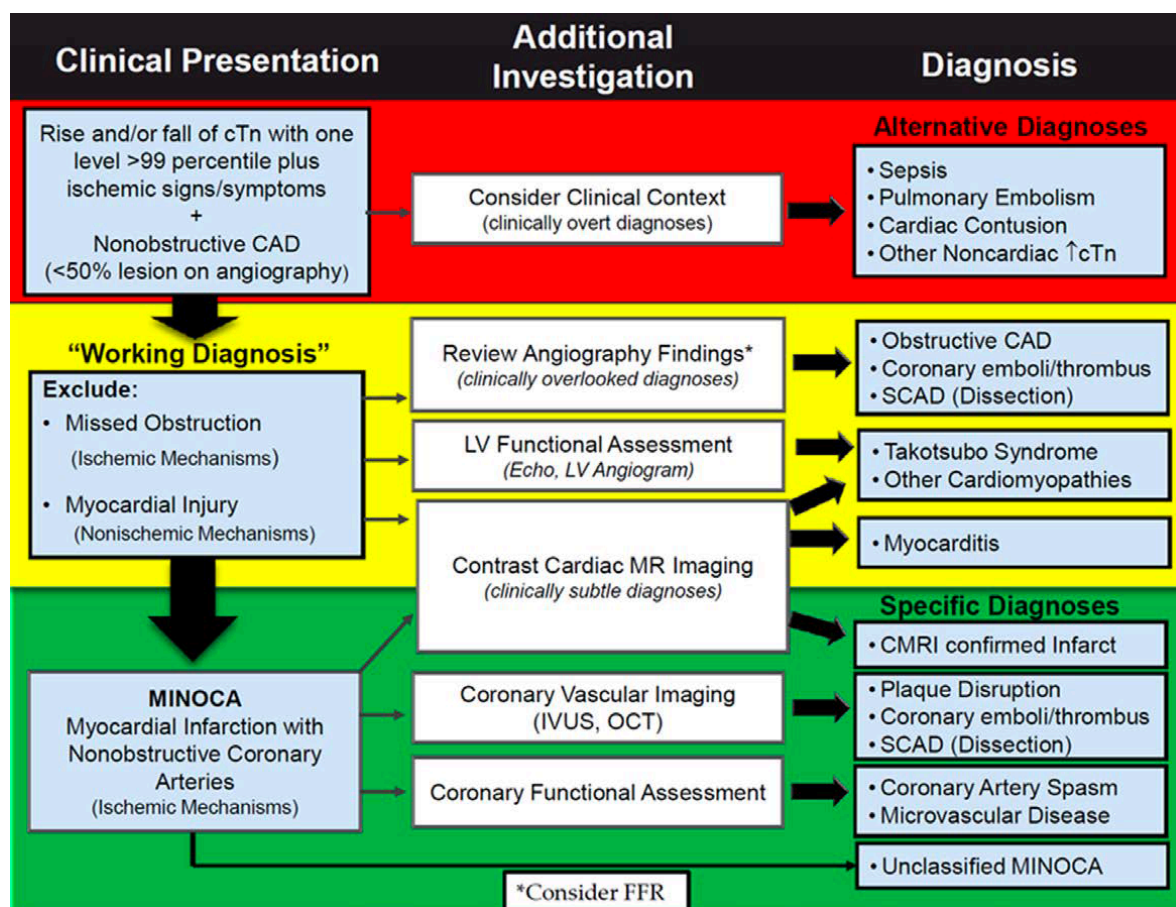 Clinical Presentation
Additional
Investigation
Diagnosis
Rise and/or fall of cTn with one
level >99 percentile plus
ischemic signs/symptoms
+
Nonobstructive CAD
(<50% lesion on angiography)
Consider Clinical Context
(clinically overt diagnoses)
Alternative Diagnoses
• Sepsis
• Pulmonary Embolism
• Cardiac Contusion
• Other Noncardiac ↑cTn
“Working Diagnosis”
Exclude:
• Missed Obstruction
(Ischemic Mechanisms)
• Myocardial Injury
(Nonischemic Mechanisms)
Review Angiography Findings*
(clinically overlooked diagnoses)
• Obstructive CAD
• Coronary emboli/thrombus
• SCAD (Dissection)
LV Functional Assessment
(Echo, LV Angiogram)
• Takotsubo Syndrome
• Other Cardiomyopathies
Contrast Cardiac MR Imaging
(clinically subtle diagnoses)
• Myocarditis
Specific Diagnoses
• CMRI confirmed Infarct
MINOCA
Myocardial Infarction with
Nonobstructive Coronary
Arteries
(Ischemic Mechanisms)
Coronary Vascular Imaging
(IVUS, OCT)
• Plaque Disruption
• Coronary emboli/thrombus
• SCAD (Dissection)
Coronary Functional Assessment
• Coronary Artery Spasm
• Microvascular Disease
• Unclassified MINOCA
*Consider FFR